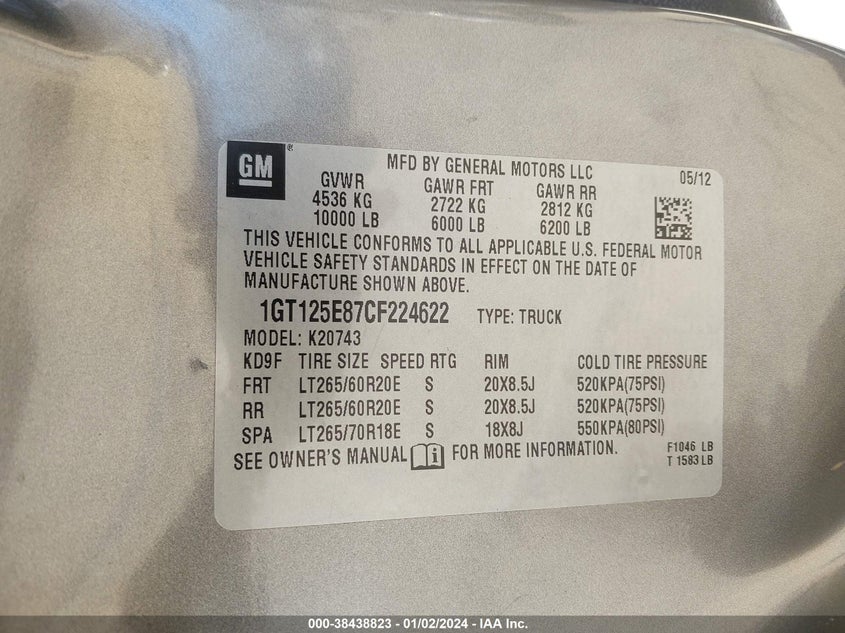 GM ®
MFD BY GENERAL MOTORS LLC
05/12
GVWR GAWR FRT GAWR RR
4536 KG 2722 KG 2812 KG
10000 LB 6000 LB 6200 LB
THIS VEHICLE CONFORMS TO ALL APPLICABLE U.S. FEDERAL MOTOR
VEHICLE SAFETY STANDARDS IN EFFECT ON THE DATE OF
MANUFACTURE SHOWN ABOVE.
1GT125E87CF224622 TYPE: TRUCK
MODEL: K20743
KD9F TIRE SIZE SPEED RTG RIM COLD TIRE PRESSURE
FRT LT265/60R20E S 20X8.5J 520KPA(75PSI)
RR LT265/60R20E S 20X8.5J 520KPA(75PSI)
SPA LT265/70R18E S 18X8J 550KPA(80PSI)
SEE OWNER'S MANUAL i FOR MORE INFORMATION.
F1046 LB
T 1583 LB
000-38438823 - 01/02/2024 - IAA Inc.